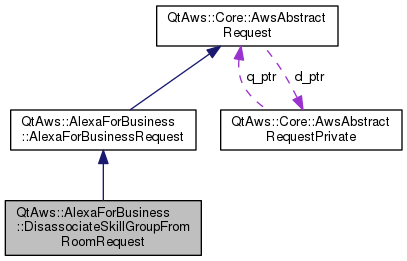 QtAws::Core::AwsAbstract
Request
q_ptr
d_ptr
QtAws::AlexaForBusiness
::AlexaForBusinessRequest
QtAws::Core::AwsAbstract
RequestPrivate
QtAws::AlexaForBusiness
::DisassociateSkillGroupFrom
RoomRequest